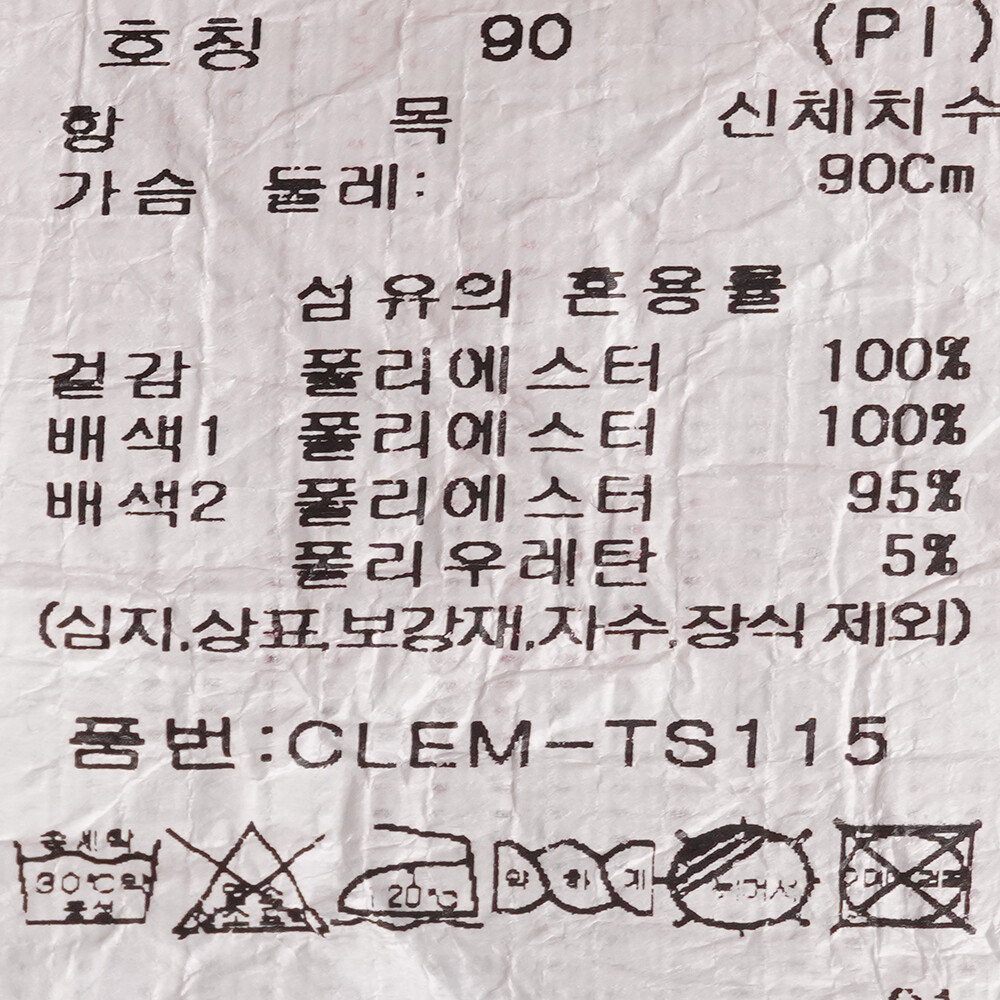 호칭 90 (PI)
항 목 신체치수
가슴 둘레: 90Cm
섬유의 혼용률
겉감 폴리에스터 100%
배색1 폴리에스터 100%
배색2 폴리에스터 95%
폴리우레탄 5%
(심지,상표,보강재,자수,장식 제외)
품번:CLEM-TS115
30℃약
중성
약하게